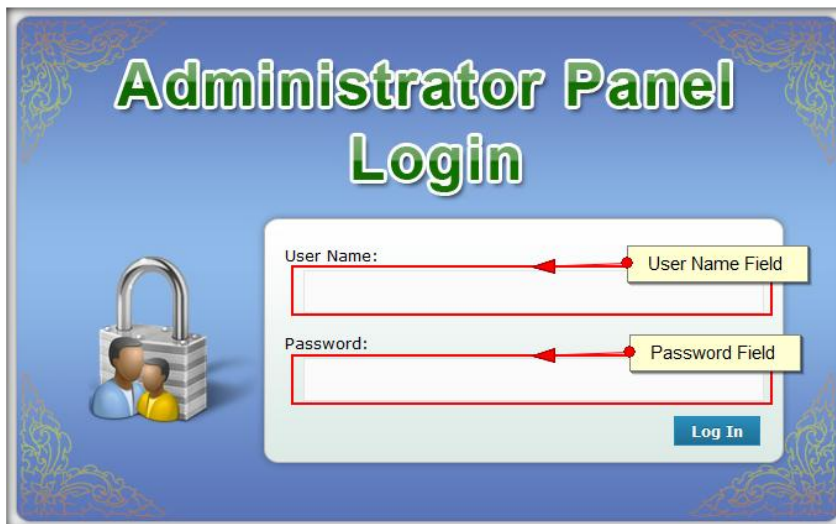 Administrator Panel
Login
User Name:
User Name Field
Password:
Password Field
Log In